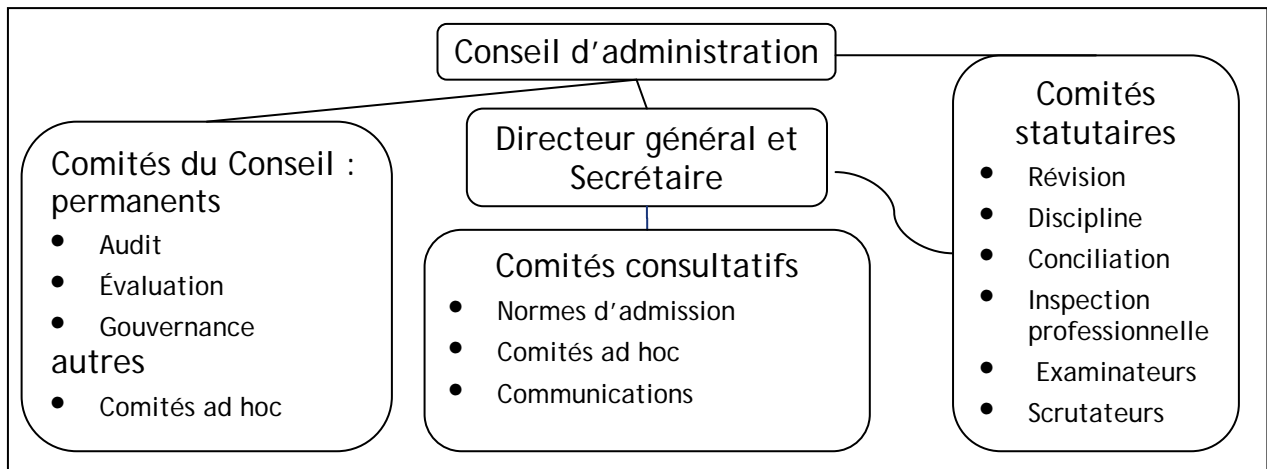 Conseil d'administration
Comités du Conseil :
permanents
• Audit
• Évaluation
• Gouvernance
autres
• Comités ad hoc
Directeur général et
Secrétaire
Comités consultatifs
• Normes d'admission
• Comités ad hoc
• Communications
Comités
statutaires
• Révision
• Discipline
• Conciliation
• Inspection
professionnelle
• Examinateurs
• Scrutateurs